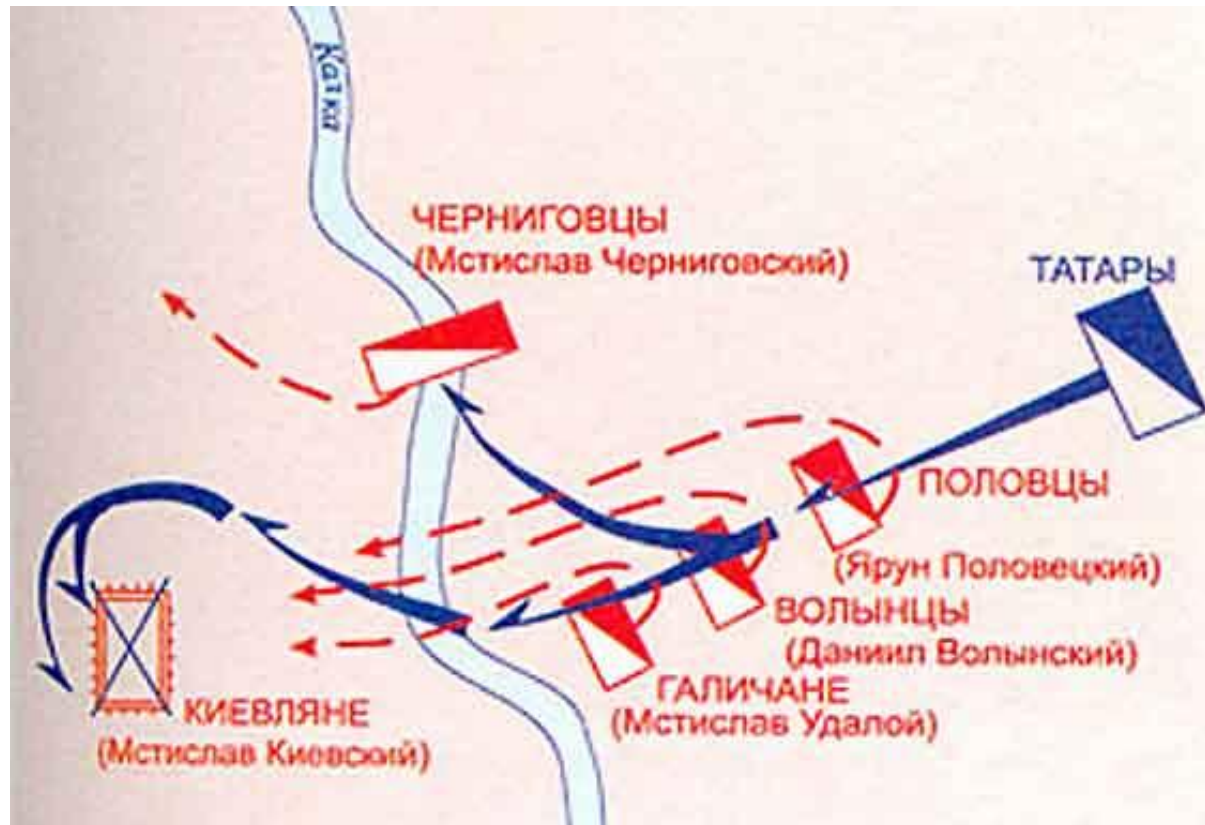 Калка
ЧЕРНИГОВЦЫ
(Мстислав Черниговский)
ТАТАРЫ
ПОЛОВЦЫ
(Ярун Половецкий)
ВОЛЫНЦЫ
(Даниил Волынский)
ГАЛИЧАНЕ
(Мстислав Удалой)
КИЕВЛЯНЕ
(Мстислав Киевский)